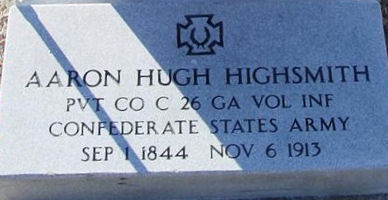 AARON HUGH HIGHSMITH
PVT CO C 26 GA VOL INF
CONFEDERATE STATES ARMY
SEP 1 1844 NOV 6 1913